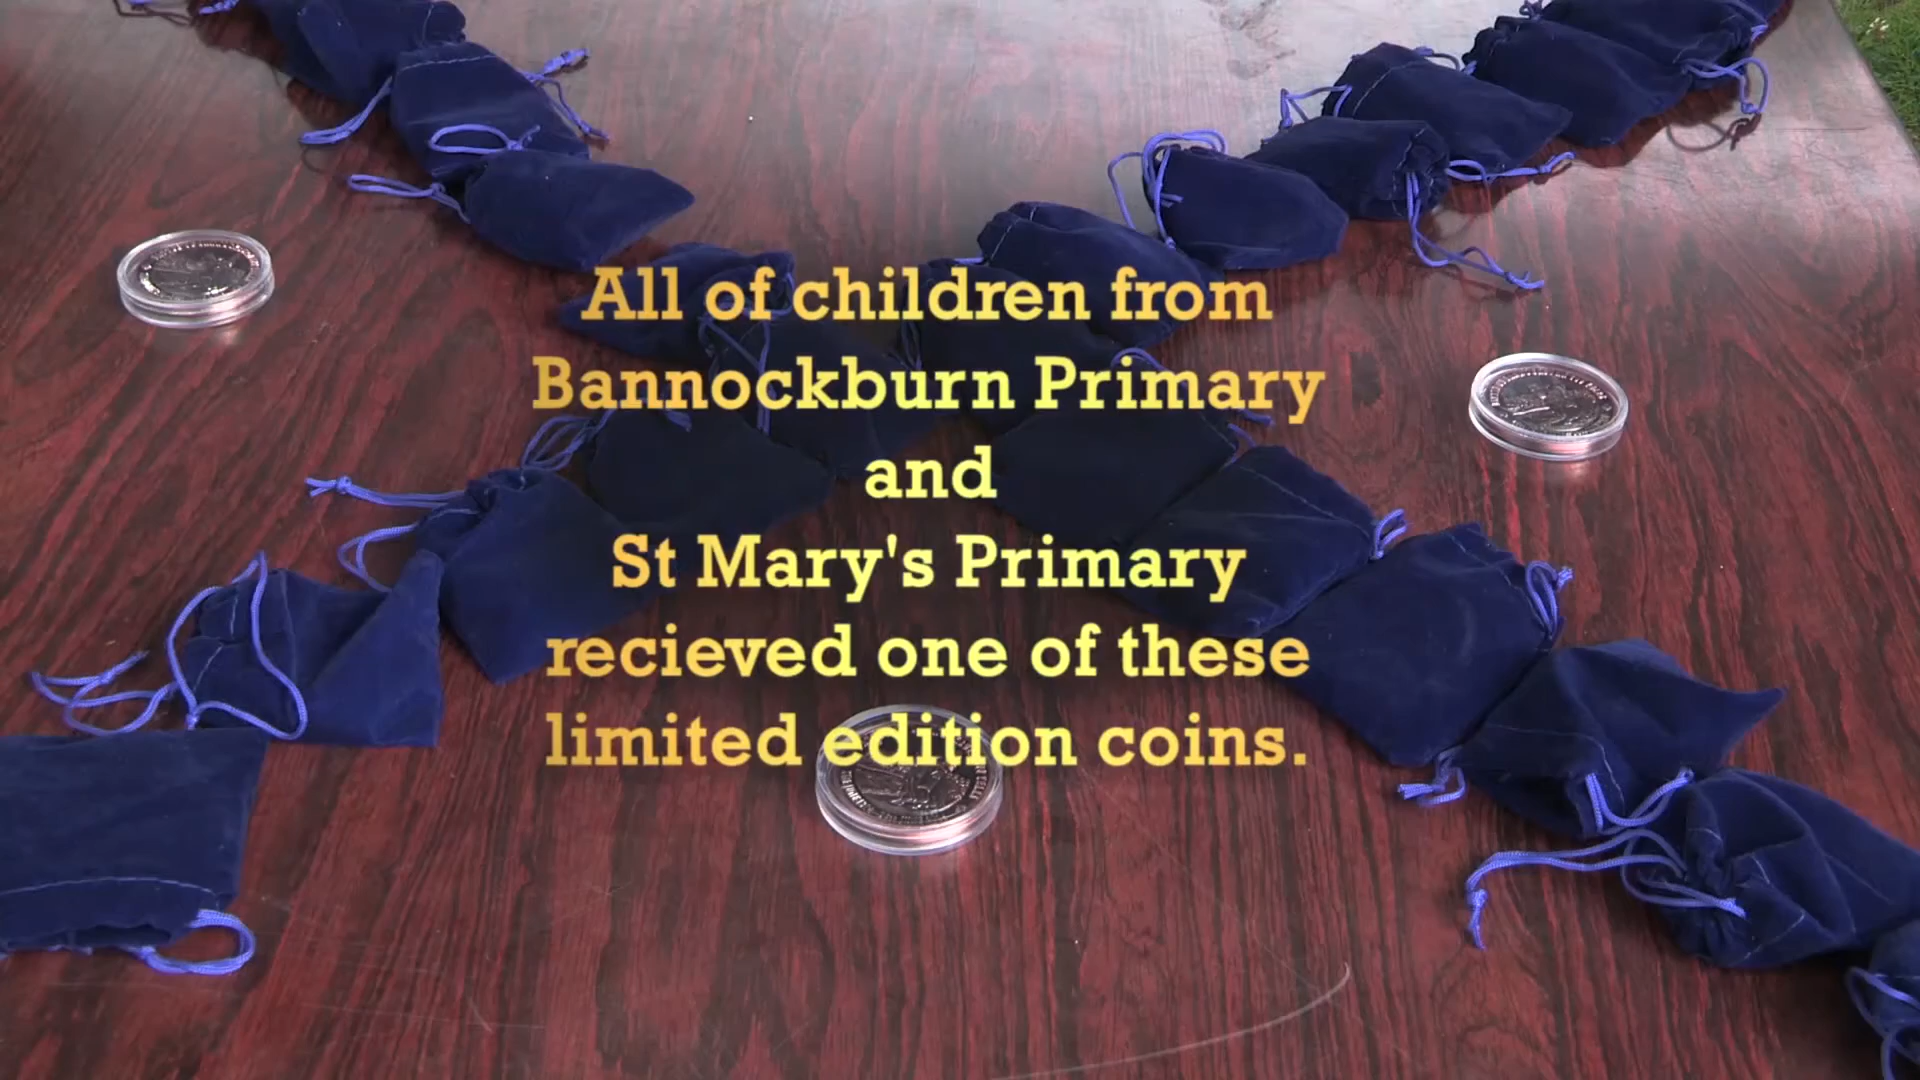 All of children from
Bannockburn Primary
and
St Mary's Primary
recieved one of these
limited edition coins.